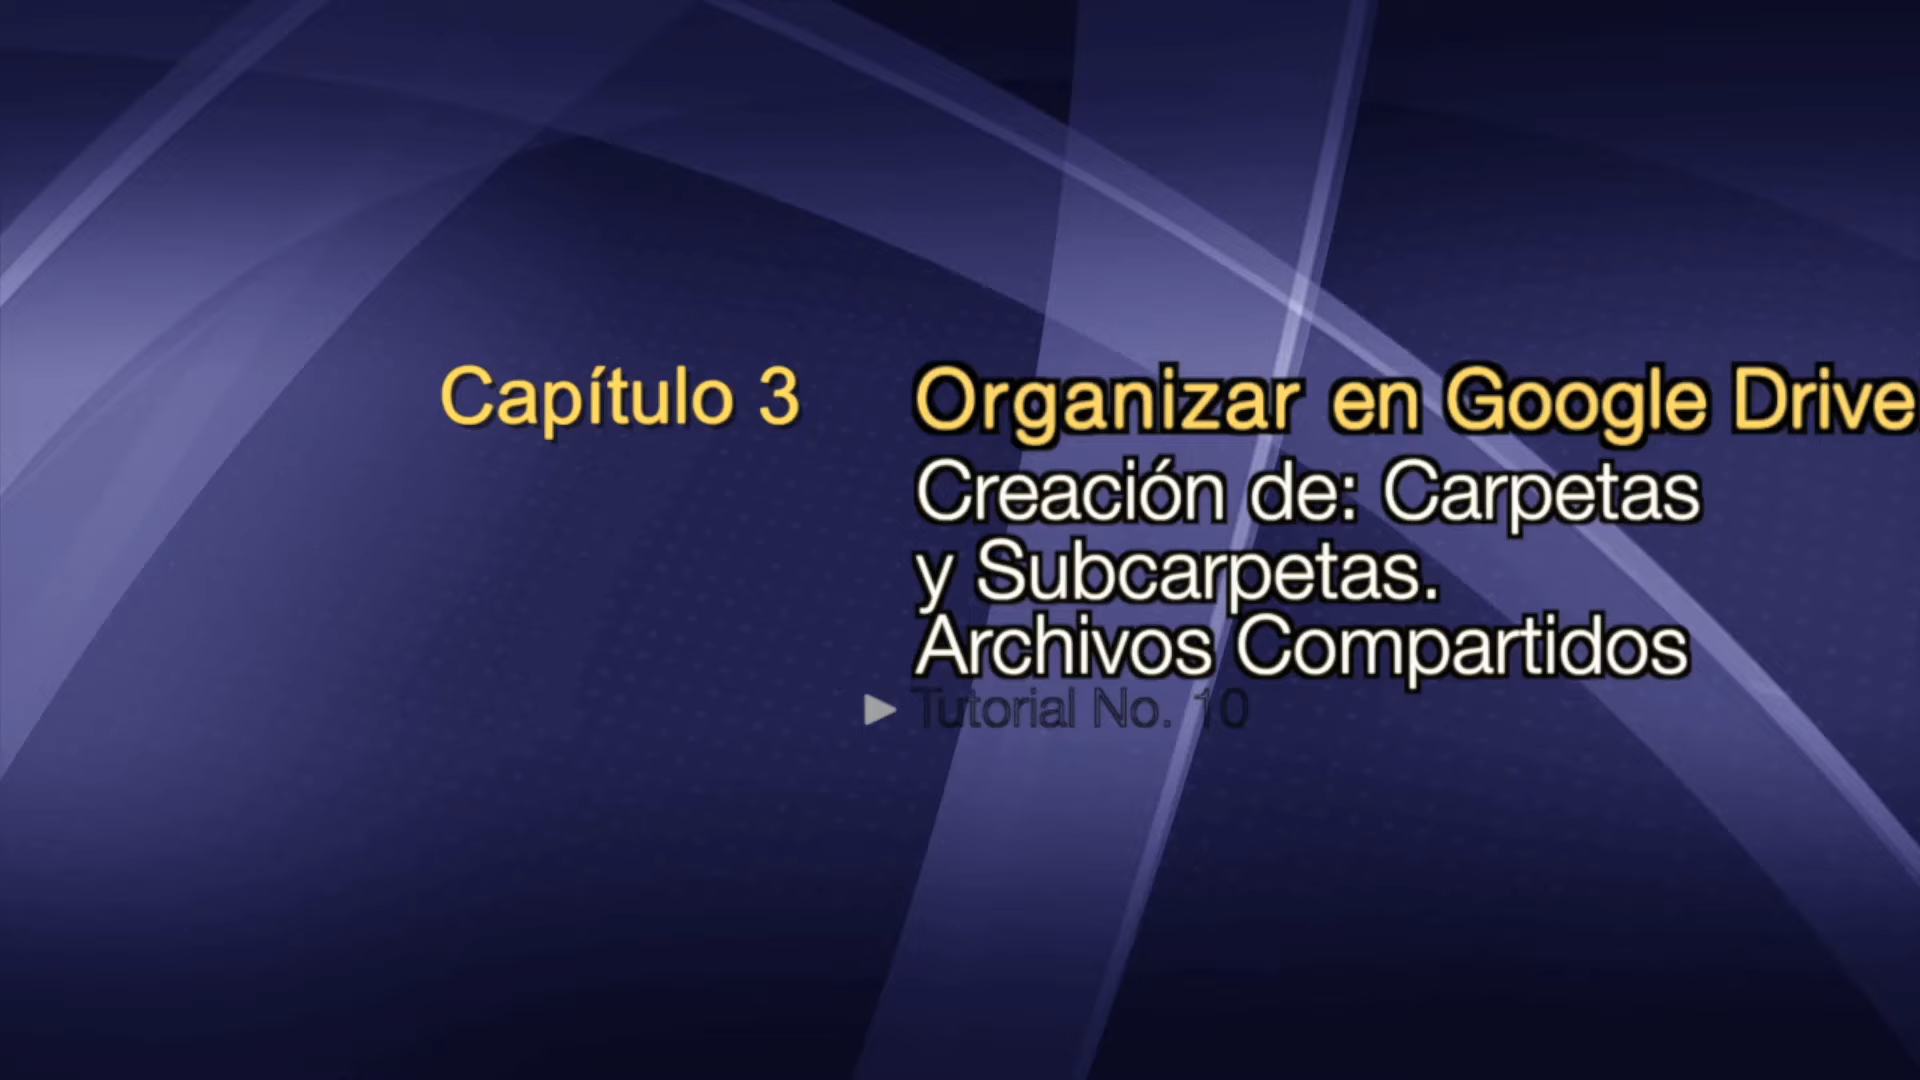 Capítulo 3
Organizar en Google Drive
Creación de: Carpetas
y Subcarpetas.
Archivos Compartidos
Tutorial No. 10